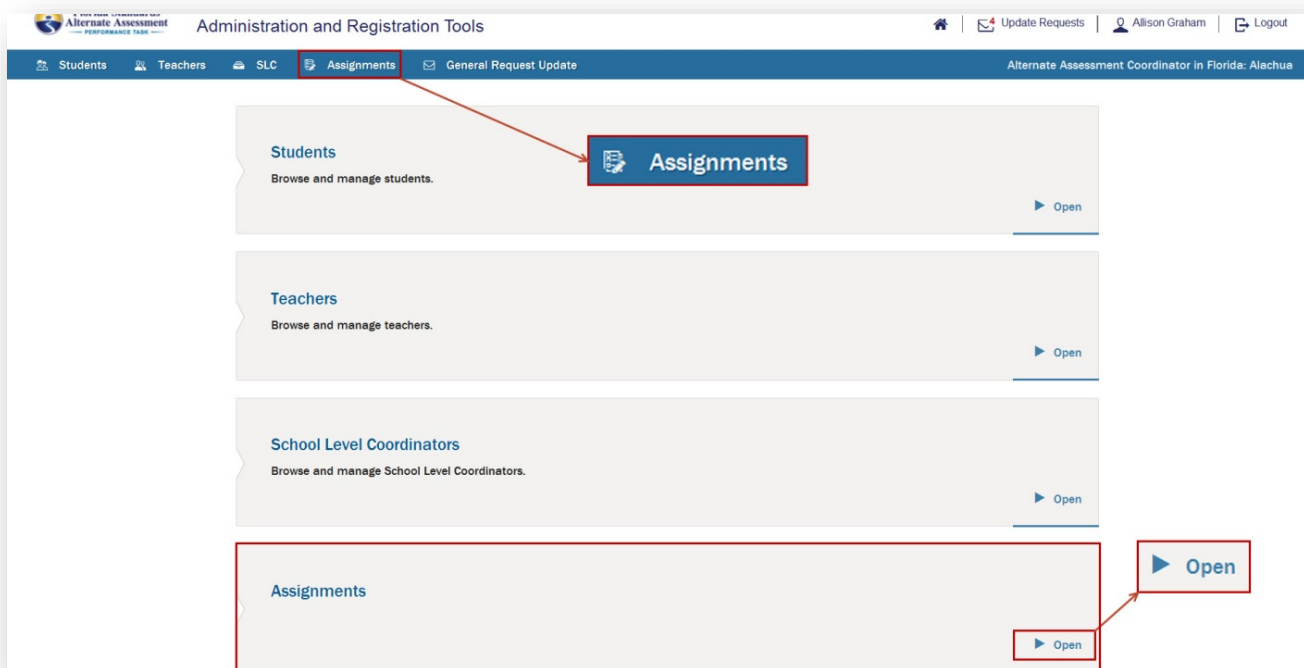 Florida Standards
Alternate Assessment
PERFORMANCE TASK
Administration and Registration Tools
4 Update Requests
Allison Graham
Logout
Students
Teachers
SLC
Assignments
General Request Update
Alternate Assessment Coordinator in Florida: Alachua
Students
Browse and manage students.
Assignments
Open
Teachers
Browse and manage teachers.
Open
School Level Coordinators
Browse and manage School Level Coordinators.
Open
Assignments
Open
Open